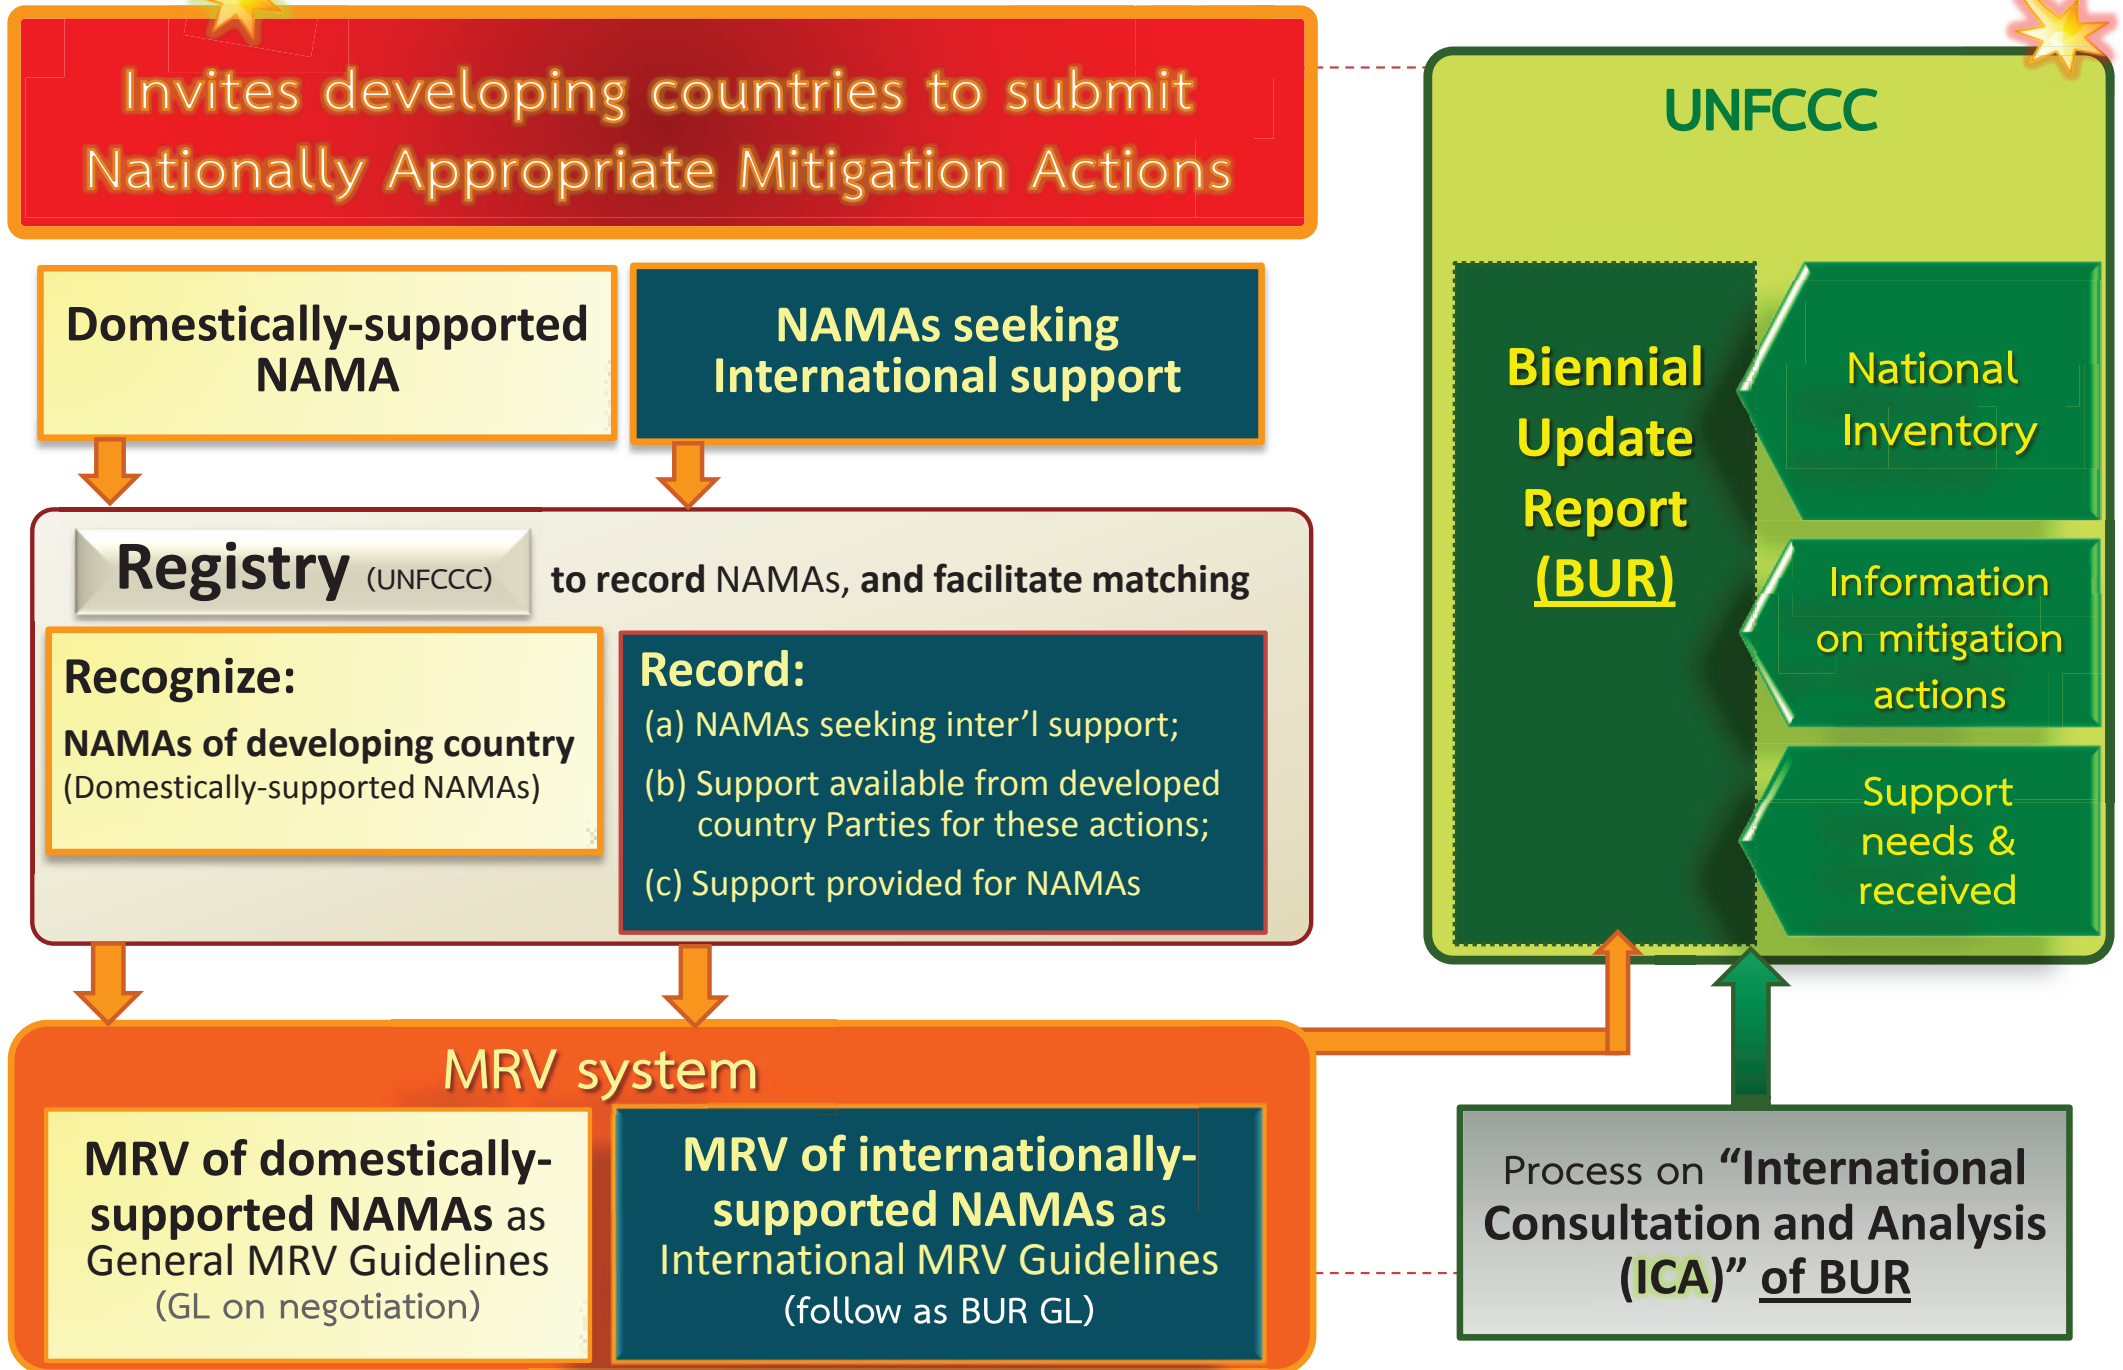 Invites developing countries to submit
Nationally Appropriate Mitigation Actions
Domestically-supported
NAMA
NAMAs seeking
International support
Registry (UNFCCC) to record NAMAs, and facilitate matching
Recognize:
NAMAs of developing country
(Domestically-supported NAMAs)
Record:
(a) NAMAs seeking inter’l support;
(b) Support available from developed
country Parties for these actions;
(c) Support provided for NAMAs
MRV system
MRV of domestically-
supported NAMAs as
General MRV Guidelines
(GL on negotiation)
MRV of internationally-
supported NAMAs as
International MRV Guidelines
(follow as BUR GL)
UNFCCC
Biennial
Update
Report
(BUR)
National
Inventory
Information
on mitigation
actions
Support
needs &
received
Process on “International
Consultation and Analysis
(ICA)” of BUR